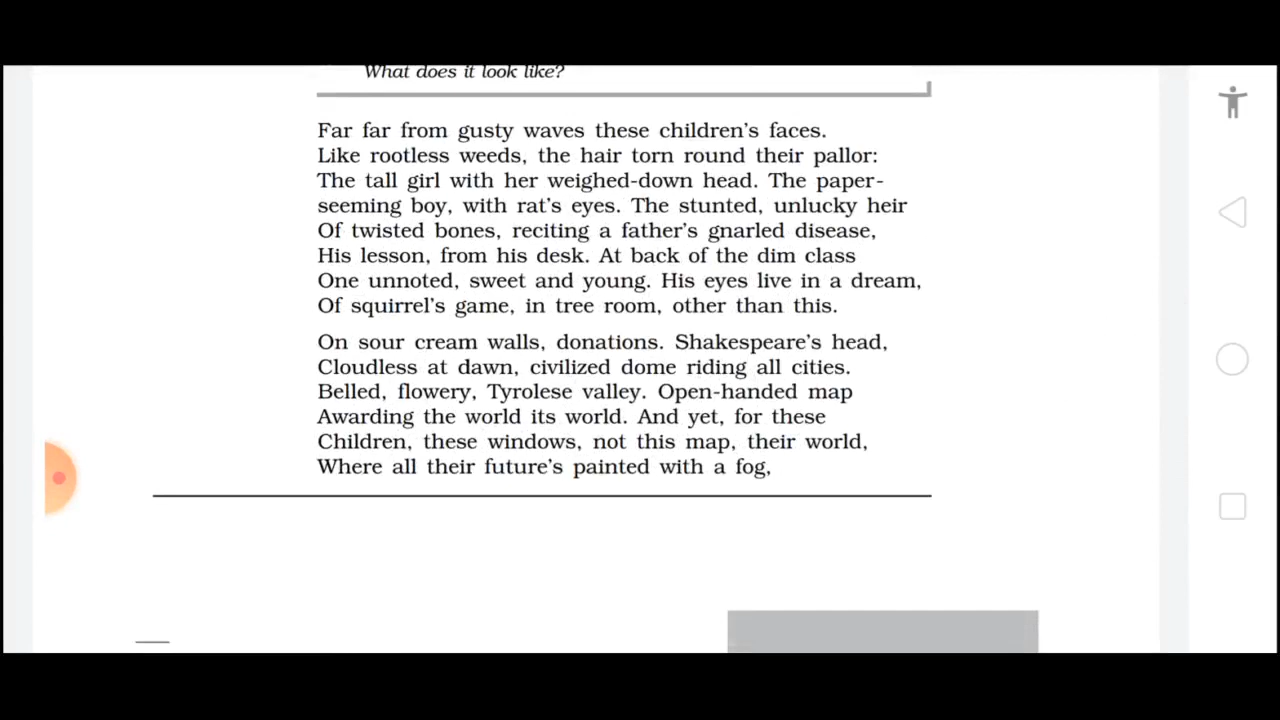 What does it look like?
Far far from gusty waves these children's faces.
Like rootless weeds, the hair torn round their pallor:
The tall girl with her weighed-down head. The paper-
seeming boy, with rat's eyes. The stunted, unlucky heir
Of twisted bones, reciting a father's gnarled disease,
His lesson, from his desk. At back of the dim class
One unnoted, sweet and young. His eyes live in a dream,
Of squirrel's game, in tree room, other than this.
On sour cream walls, donations. Shakespeare's head,
Cloudless at dawn, civilized dome riding all cities.
Belled, flowery, Tyrolese valley. Open-handed map
Awarding the world its world. And yet, for these
Children, these windows, not this map, their world,
Where all their future's painted with a fog,